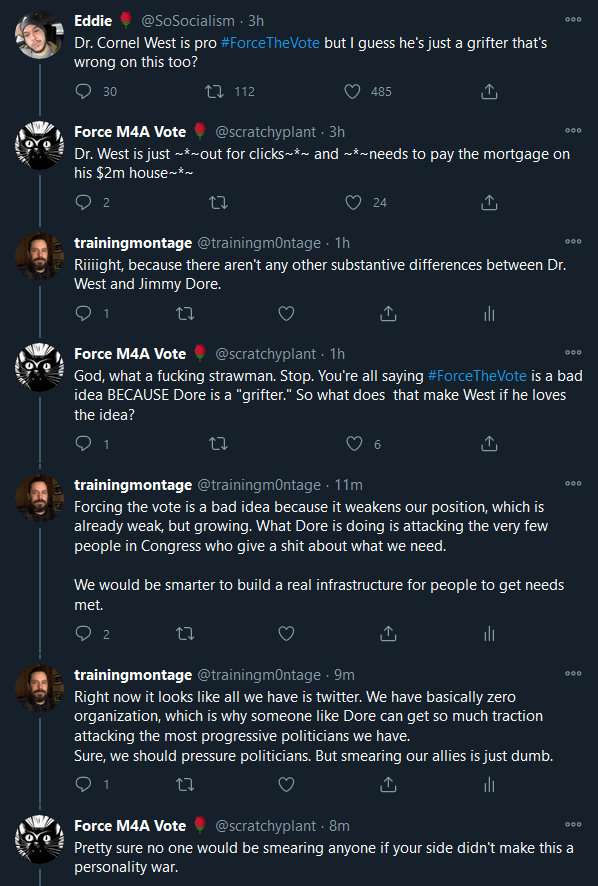 Eddie 🌹 @SoSocialism · 3h
Dr. Cornel West is pro #ForceTheVote but I guess he's just a grifter that's
wrong on this too?
30 112 485
Force M4A Vote 🌹 @scratchyplant · 3h
Dr. West is just ~*~out for clicks~*~ and ~*~needs to pay the mortgage on
his $2m house~*~
2 24
trainingmontage @trainingm0ntage · 1h
Riiiight, because there aren't any other substantive differences between Dr.
West and Jimmy Dore.
1
Force M4A Vote 🌹 @scratchyplant · 1h
God, what a fucking strawman. Stop. You're all saying #ForceTheVote is a bad
idea BECAUSE Dore is a "grifter." So what does that make West if he loves
the idea?
1 6
trainingmontage @trainingm0ntage · 11m
Forcing the vote is a bad idea because it weakens our position, which is
already weak, but growing. What Dore is doing is attacking the very few
people in Congress who give a shit about what we need.
We would be smarter to build a real infrastructure for people to get needs
met.
2
trainingmontage @trainingm0ntage · 9m
Right now it looks like all we have is twitter. We have basically zero
organization, which is why someone like Dore can get so much traction
attacking the most progressive politicians we have.
Sure, we should pressure politicians. But smearing our allies is just dumb.
1
Force M4A Vote 🌹 @scratchyplant · 8m
Pretty sure no one would be smearing anyone if your side didn't make this a
personality war.